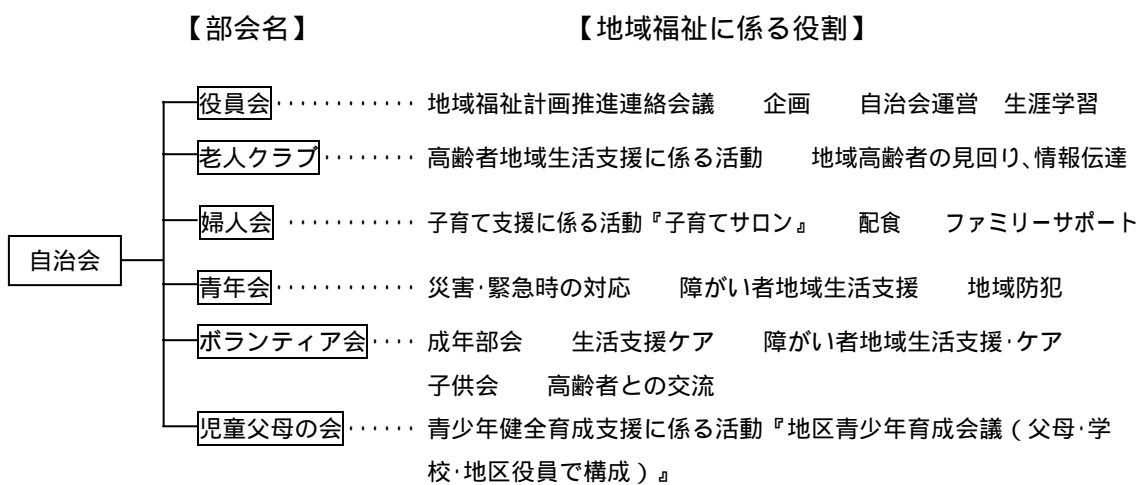 【部会名】 【地域福祉に係る役割】
役員会············ 地域福祉計画推進連絡会議 企画 自治会運営 生涯学習
老人クラブ········ 高齢者地域生活支援に係る活動 地域高齢者の見回り、情報伝達
婦人会 ··········· 子育て支援に係る活動『子育てサロン』 配食 ファミリーサポート
自治会
青年会············ 災害·緊急時の対応 障がい者地域生活支援 地域防犯
ボランティア会···· 成年部会 生活支援ケア 障がい者地域生活支援·ケア
子供会 高齢者との交流
児童父母の会······ 青少年健全育成支援に係る活動『地区青少年育成会議（父母·学
校·地区役員で構成）』